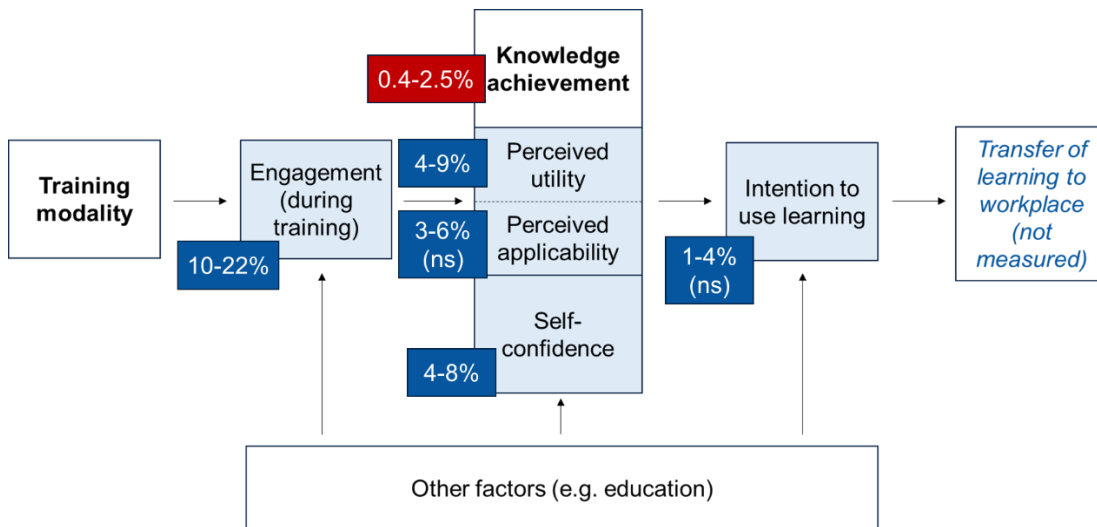 Knowledge
achievement
0.4-2.5%
Training
modality
Engagement
(during
training)
10-22%
4-9%
Perceived
utility
3-6%
(ns)
Perceived
applicability
Self-
confidence
4-8%
Intention to
use learning
1-4%
(ns)
Transfer of
learning to
workplace
(not
measured)
Other factors (e.g. education)